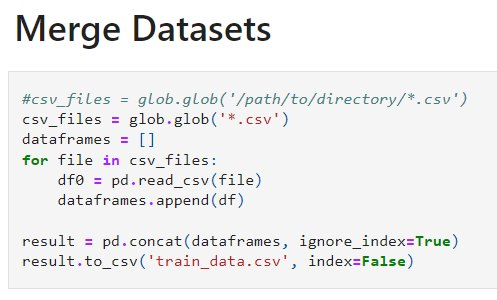 Merge Datasets
#csv_files = glob.glob('/path/to/directory/*.csv')
csv_files = glob.glob('*.csv')
dataframes = []
for file in csv_files:
    df0 = pd.read_csv(file)
    dataframes.append(df)

result = pd.concat(dataframes, ignore_index=True)
result.to_csv('train_data.csv', index=False)